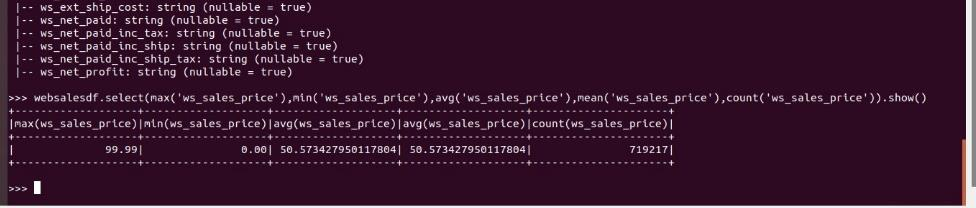 |-- ws_ext_ship_cost: string (nullable = true)
|-- ws_net_paid: string (nullable = true)
|-- ws_net_paid_inc_tax: string (nullable = true)
|-- ws_net_paid_inc_ship: string (nullable = true)
|-- ws_net_paid_inc_ship_tax: string (nullable = true)
|-- ws_net_profit: string (nullable = true)
>>> websalesdf.select(max('ws_sales_price'),min('ws_sales_price'),avg('ws_sales_price'),mean('ws_sales_price'),count('ws_sales_price')).show()
+-------------------+-------------------+-------------------+-------------------+---------------------+
|max(ws_sales_price)|min(ws_sales_price)|avg(ws_sales_price)|avg(ws_sales_price)|count(ws_sales_price)|
+-------------------+-------------------+-------------------+-------------------+---------------------+
|              99.99|               0.00| 50.573427950117804| 50.573427950117804|               719217|
+-------------------+-------------------+-------------------+-------------------+---------------------+
>>>